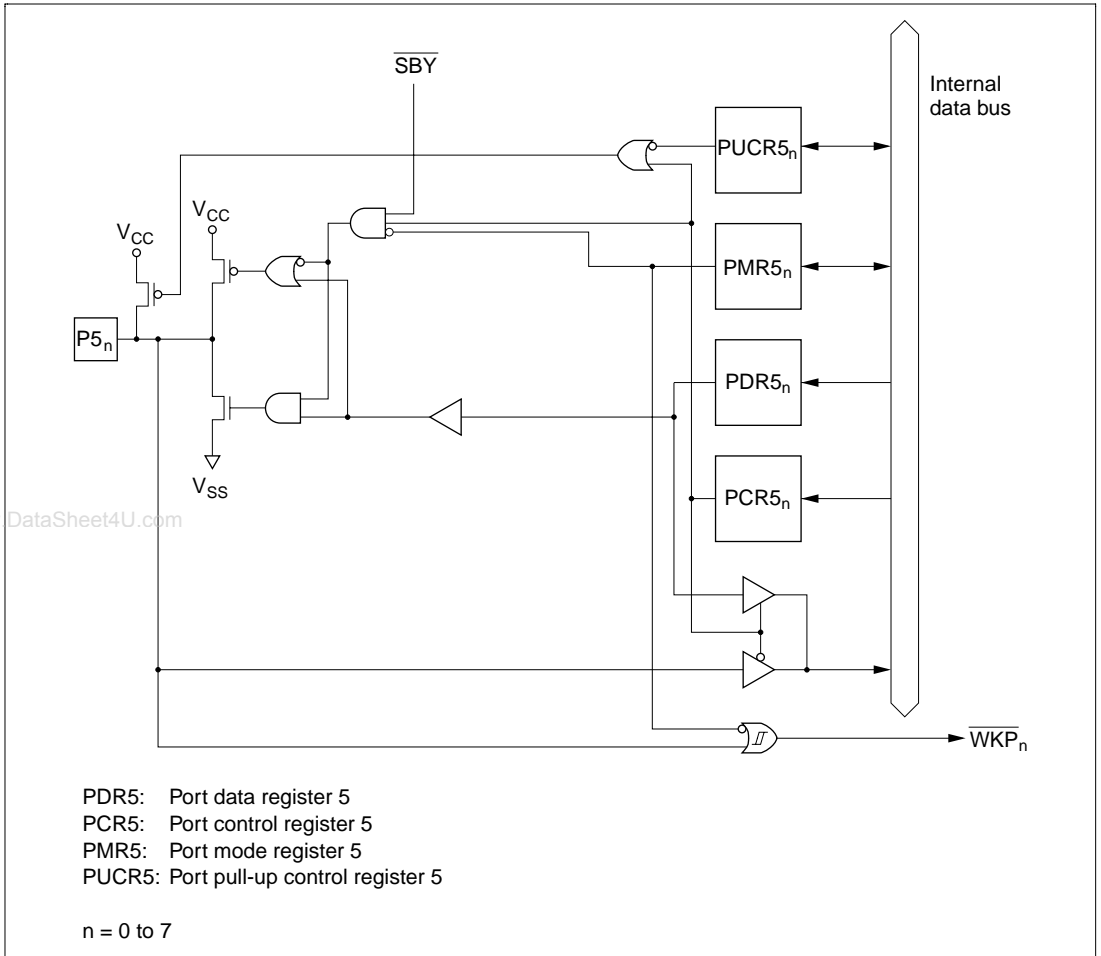 SBY
Internal
data bus
PUCR5n
VCC
VCC
PMR5n
P5n
PDR5n
VSS
PCR5n
.DataSheet4U.com
WKPn
PDR5: Port data register 5
PCR5: Port control register 5
PMR5: Port mode register 5
PUCR5: Port pull-up control register 5
n = 0 to 7